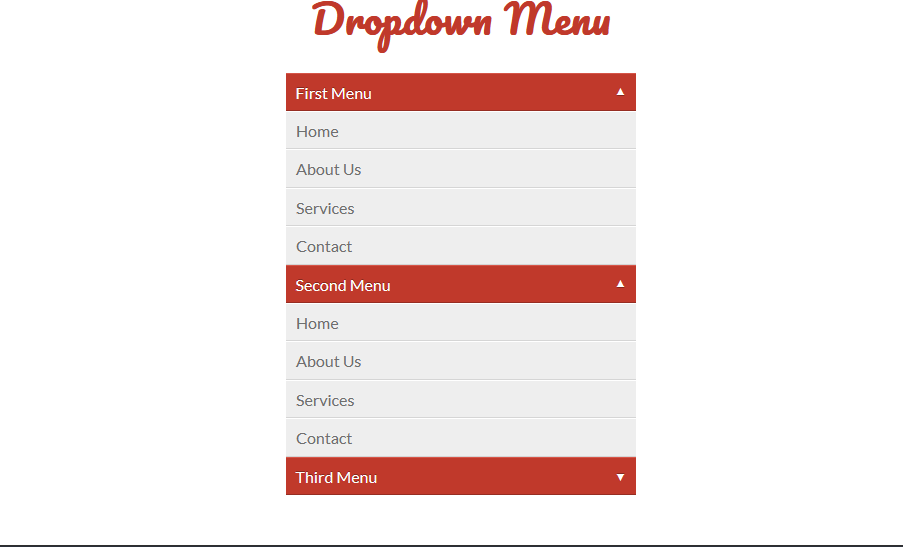 Dropdown Menu
First Menu ▲
Home
About Us
Services
Contact
Second Menu ▲
Home
About Us
Services
Contact
Third Menu ▼